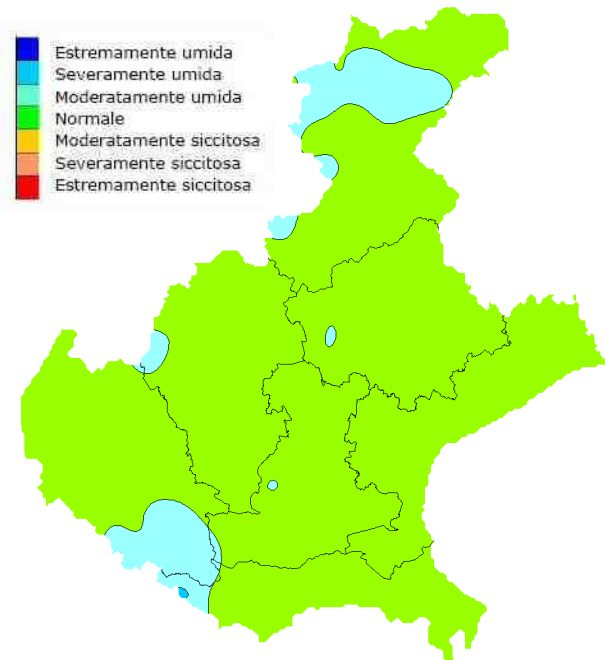 Estremamente umida
Severamente umida
Moderatamente umida
Normale
Moderatamente siccitosa
Severamente siccitosa
Estremamente siccitosa